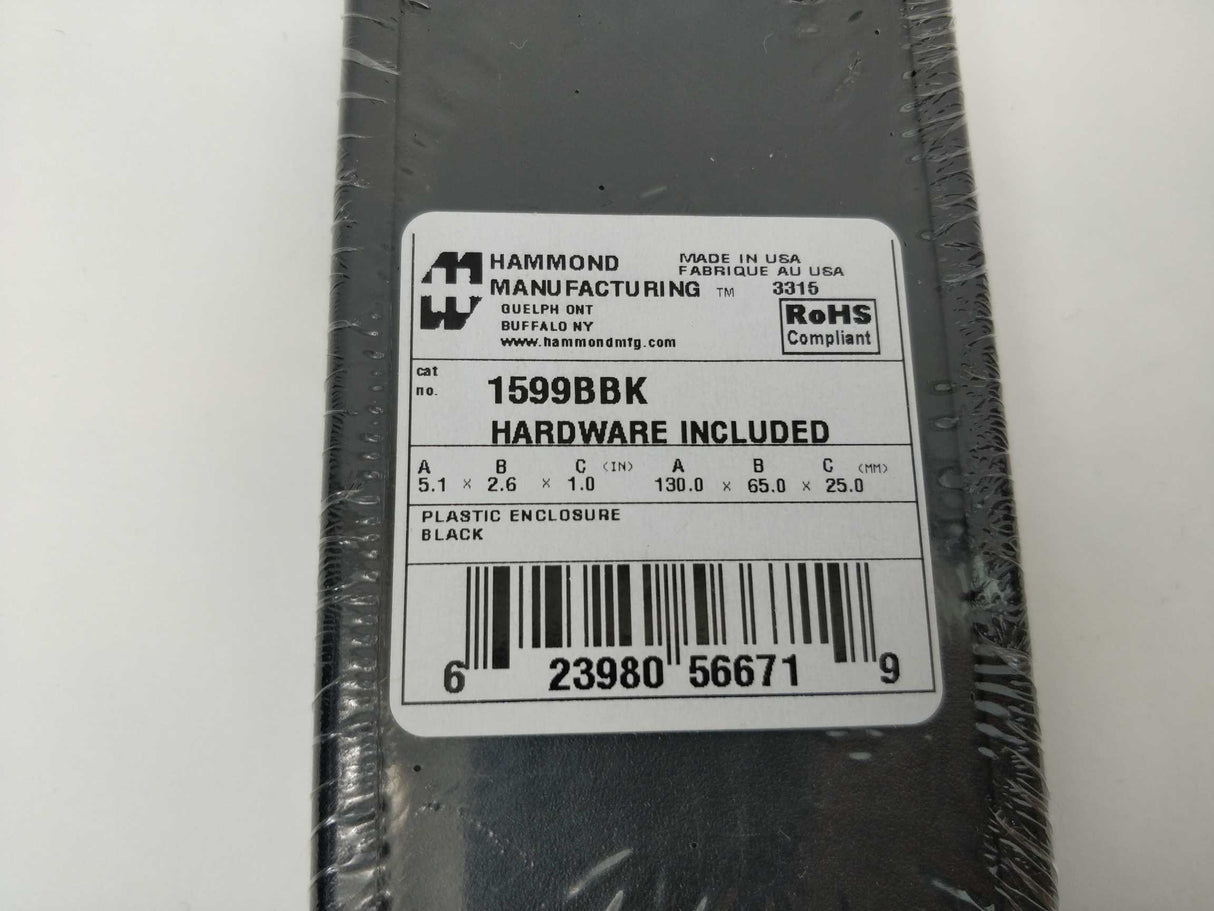 HAMMOND
MANUFACTURING ™
GUELPH ONT
BUFFALO NY
www.hammondmfg.com
MADE IN USA
FABRIQUE AU USA
3315
RoHS
Compliant
cat
no. 1599BBK
HARDWARE INCLUDED
A B C (IN) A B C (MM)
5.1 x 2.6 x 1.0 130.0 x 65.0 x 25.0
PLASTIC ENCLOSURE
BLACK
6 23980 56671 9